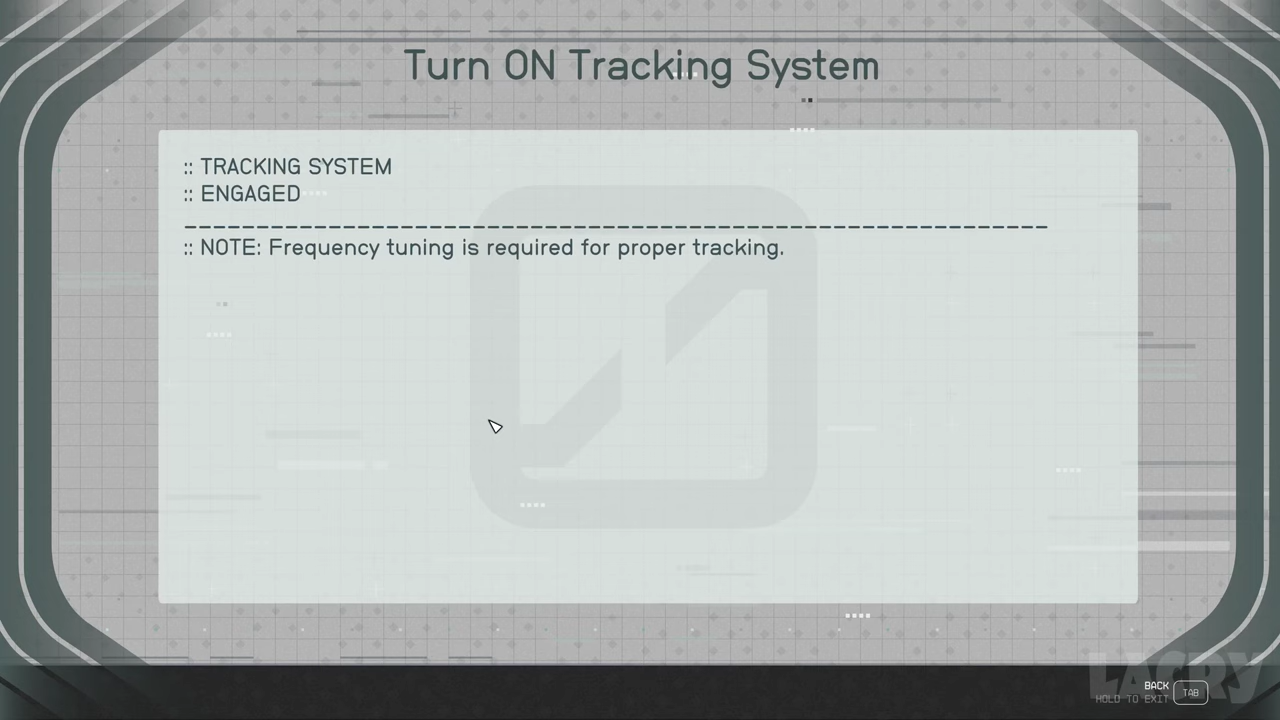 Turn ON Tracking System
:: TRACKING SYSTEM
:: ENGAGED
:: NOTE: Frequency tuning is required for proper tracking.
LACRY
BACK
HOLD TO EXIT
TAB